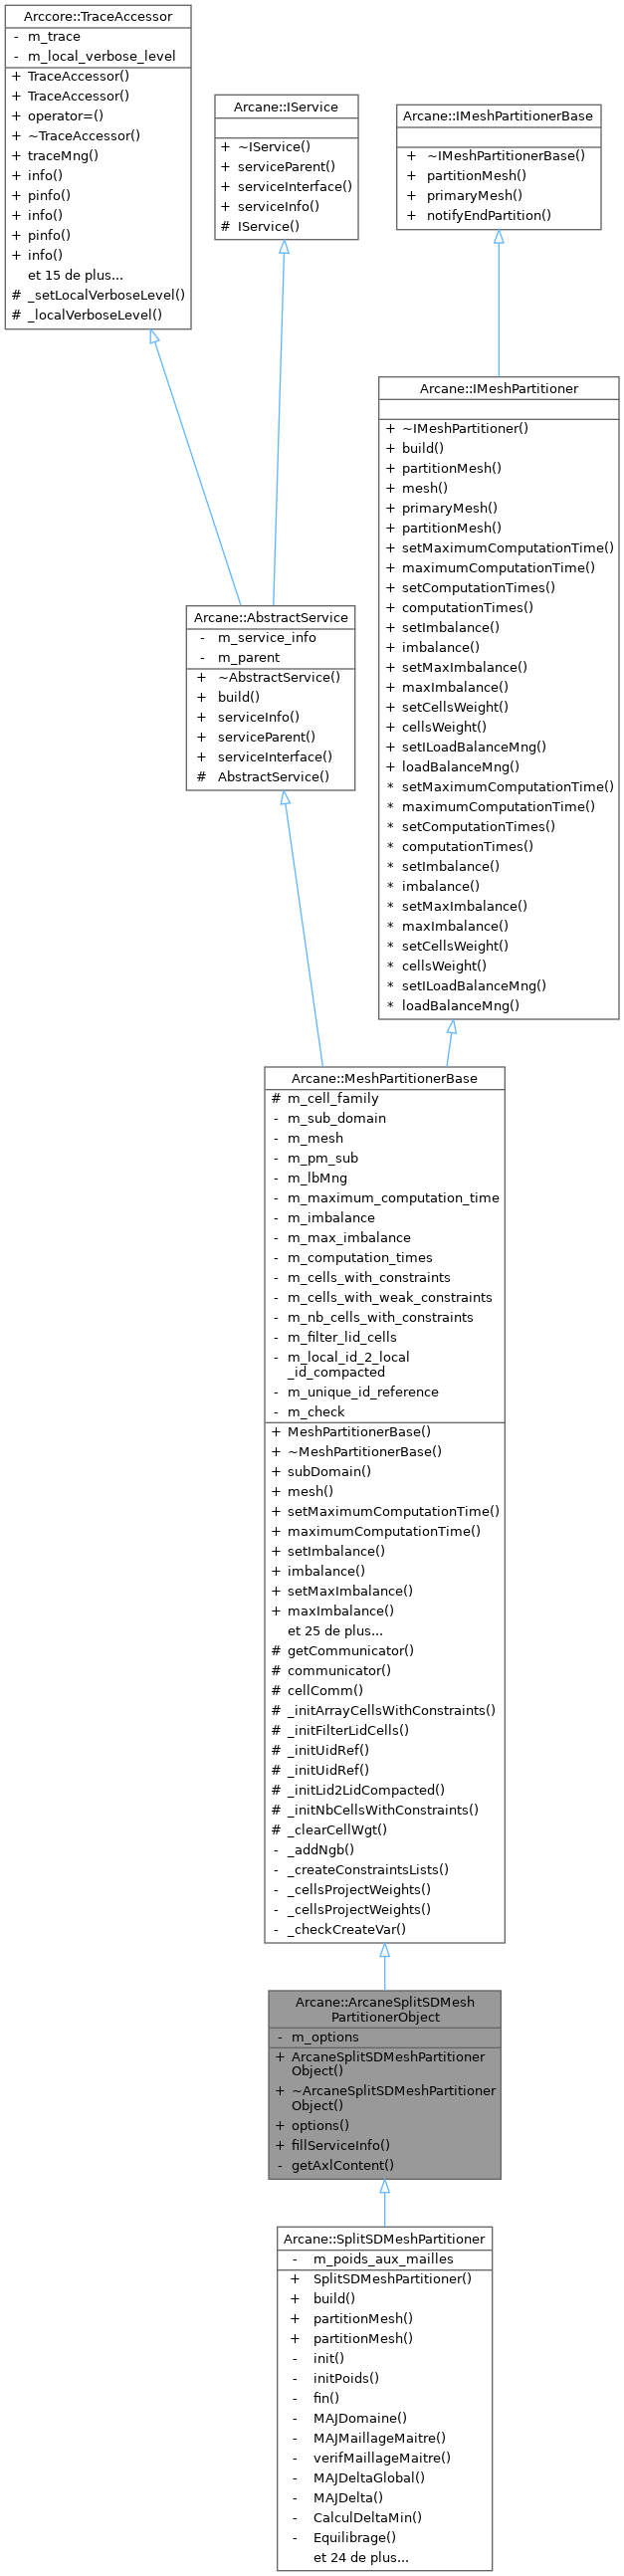 Arccore::TraceAccessor
- m_trace
- m_local_verbose_level
+ TraceAccessor()
+ TraceAccessor()
+ operator=()
+ ~TraceAccessor()
+ traceMng()
+ info()
+ pinfo()
+ info()
+ pinfo()
+ info()
et 15 de plus...
# _setLocalVerboseLevel()
# _localVerboseLevel()
Arcane::IService
+ ~IService()
+ serviceParent()
+ serviceInterface()
+ serviceInfo()
# IService()
Arcane::IMeshPartitionerBase
+ ~IMeshPartitionerBase()
+ partitionMesh()
+ primaryMesh()
+ notifyEndPartition()
Arcane::IMeshPartitioner
+ ~IMeshPartitioner()
+ build()
+ partitionMesh()
+ mesh()
+ primaryMesh()
+ partitionMesh()
+ setMaximumComputationTime()
+ maximumComputationTime()
+ setComputationTimes()
+ computationTimes()
+ setImbalance()
+ imbalance()
+ setMaxImbalance()
+ maxImbalance()
+ setCellsWeight()
+ cellsWeight()
+ setILoadBalanceMng()
+ loadBalanceMng()
* setMaximumComputationTime()
* maximumComputationTime()
* setComputationTimes()
* computationTimes()
* setImbalance()
* imbalance()
* setMaxImbalance()
* maxImbalance()
* setCellsWeight()
* cellsWeight()
* setILoadBalanceMng()
* loadBalanceMng()
Arcane::AbstractService
- m_service_info
- m_parent
+ ~AbstractService()
+ build()
+ serviceInfo()
+ serviceParent()
+ serviceInterface()
# AbstractService()
Arcane::MeshPartitionerBase
# m_cell_family
- m_sub_domain
- m_mesh
- m_pm_sub
- m_lbMng
- m_maximum_computation_time
- m_imbalance
- m_max_imbalance
- m_computation_times
- m_cells_with_constraints
- m_cells_with_weak_constraints
- m_nb_cells_with_constraints
- m_filter_lid_cells
- m_local_id_2_local
_id_compacted
- m_unique_id_reference
- m_check
+ MeshPartitionerBase()
+ ~MeshPartitionerBase()
+ subDomain()
+ mesh()
+ setMaximumComputationTime()
+ maximumComputationTime()
+ setImbalance()
+ imbalance()
+ setMaxImbalance()
+ maxImbalance()
et 25 de plus...
# getCommunicator()
# communicator()
# cellComm()
# _initArrayCellsWithConstraints()
# _initFilterLidCells()
# _initUidRef()
# _initUidRef()
# _initLid2LidCompacted()
# _initNbCellsWithConstraints()
# _clearCellWgt()
- _addNgb()
- _createConstraintsLists()
- _cellsProjectWeights()
- _cellsProjectWeights()
- _checkCreateVar()
Arcane::ArcaneSplitSDMesh
PartitionerObject
- m_options
+ ArcaneSplitSDMeshPartitioner
Object()
+ ~ArcaneSplitSDMeshPartitioner
Object()
+ options()
+ fillServiceInfo()
- getAxlContent()
Arcane::SplitSDMeshPartitioner
- m_poids_aux_mailles
+ SplitSDMeshPartitioner()
+ build()
+ partitionMesh()
+ partitionMesh()
- init()
- initPoids()
- fin()
- MAJDomaine()
- MAJMaillageMaitre()
- verifMaillageMaitre()
- MAJDeltaGlobal()
- MAJDelta()
- CalculDeltaMin()
- Equilibrage()
et 24 de plus...